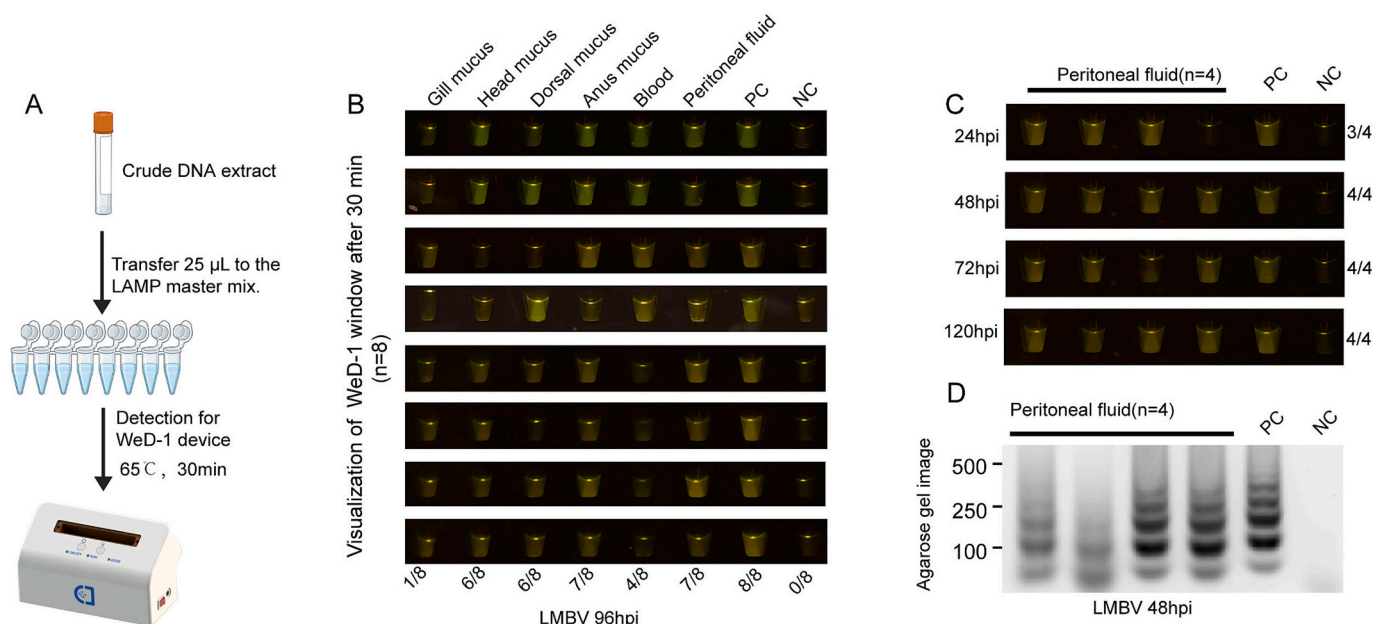 A
Crude DNA extract
Transfer 25 µL to the
LAMP master mix.
Detection for
WeD-1 device
65℃, 30min
ON/OFF
RUN
B
Gill mucus
Head mucus
Dorsal mucus
Anus mucus
Blood
Peritoneal fluid
PC
NC
Visualization of WeD-1 window after 30 min
(n=8)
1/8 6/8 6/8 7/8 4/8 7/8 8/8 0/8
LMBV 96hpi
C
Peritoneal fluid(n=4) PC NC
24hpi 3/4
48hpi 4/4
72hpi 4/4
120hpi 4/4
D
Peritoneal fluid(n=4) PC NC
Agarose gel image
500
250
100
LMBV 48hpi